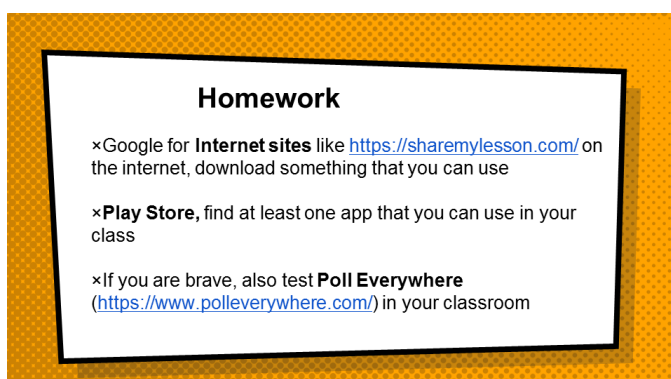 Homework
×Google for Internet sites like https://sharemylesson.com/ on
the internet, download something that you can use
×Play Store, find at least one app that you can use in your
class
×If you are brave, also test Poll Everywhere
(https://www.polleverywhere.com/) in your classroom